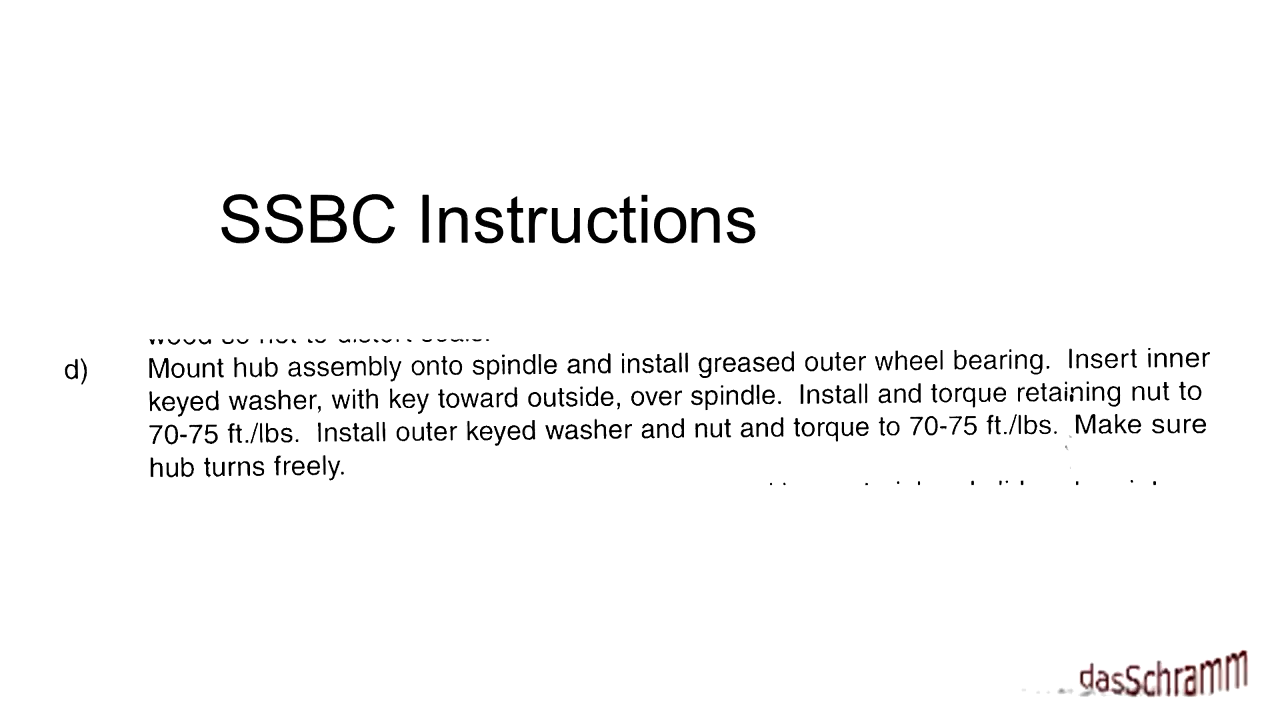 SSBC Instructions
d) Mount hub assembly onto spindle and install greased outer wheel bearing. Insert inner
keyed washer, with key toward outside, over spindle. Install and torque retaining nut to
70-75 ft./lbs. Install outer keyed washer and nut and torque to 70-75 ft./lbs. Make sure
hub turns freely.
dasSchramm